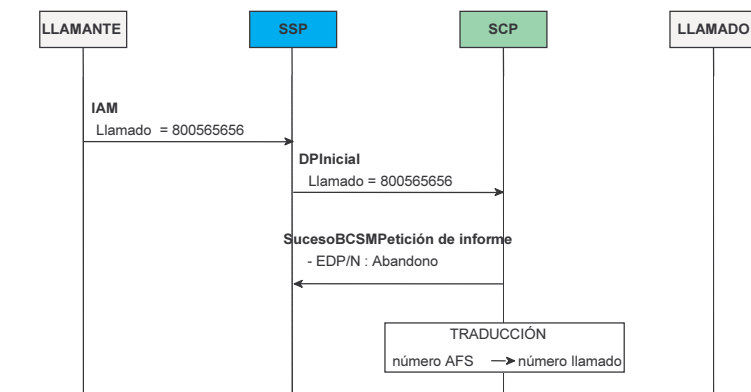 LLAMANTE SSP SCP LLAMADO
IAM
Llamado = 800565656
DPInicial
Llamado = 800565656
SucesoBCSMPetición de informe
- EDP/N : Abandono
TRADUCCIÓN
número AFS número llamado